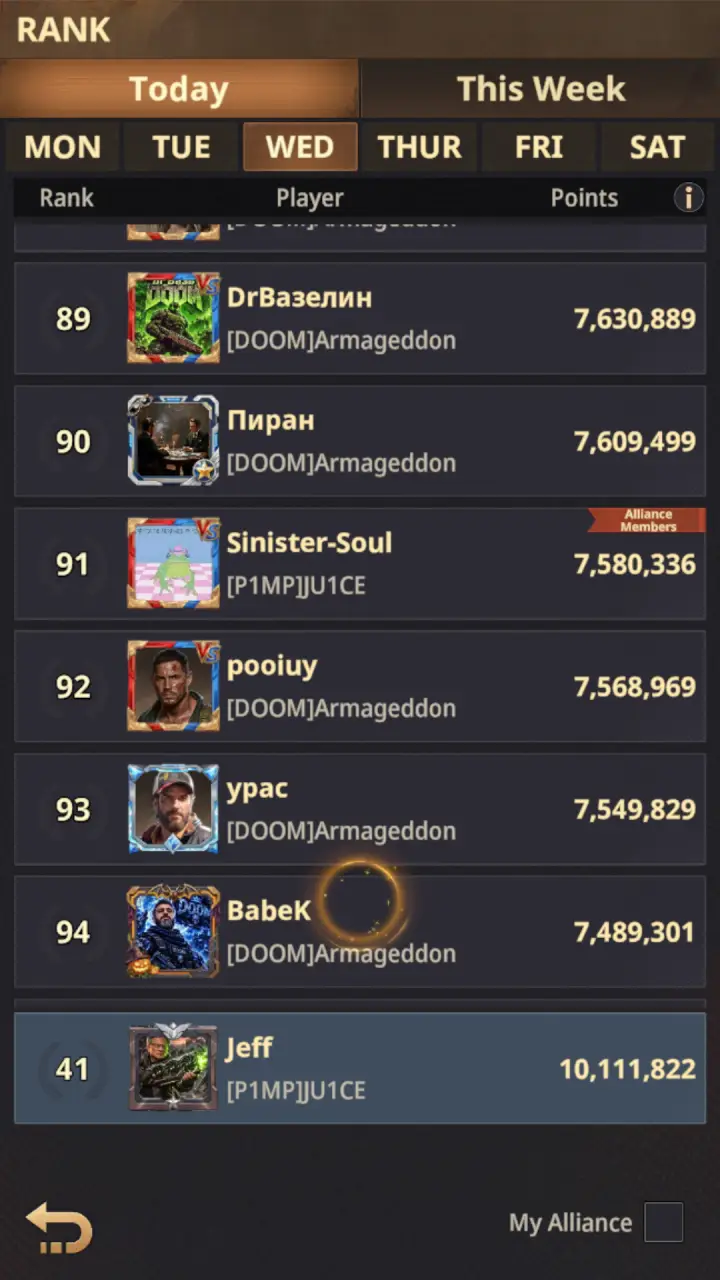 RANK
Today
This Week
MON
TUE
WED
THUR
FRI
SAT
Rank
Player
Points
89
DrВазелин
[DOOM]Armageddon
7,630,889
90
Пиран
[DOOM]Armageddon
7,609,499
Alliance
Members
91
Sinister-Soul
[P1MP]JU1CE
7,580,336
92
pooiuy
[DOOM]Armageddon
7,568,969
93
урас
[DOOM]Armageddon
7,549,829
94
BabeK
[DOOM]Armageddon
7,489,301
41
Jeff
[P1MP]JU1CE
10,111,822
My Alliance